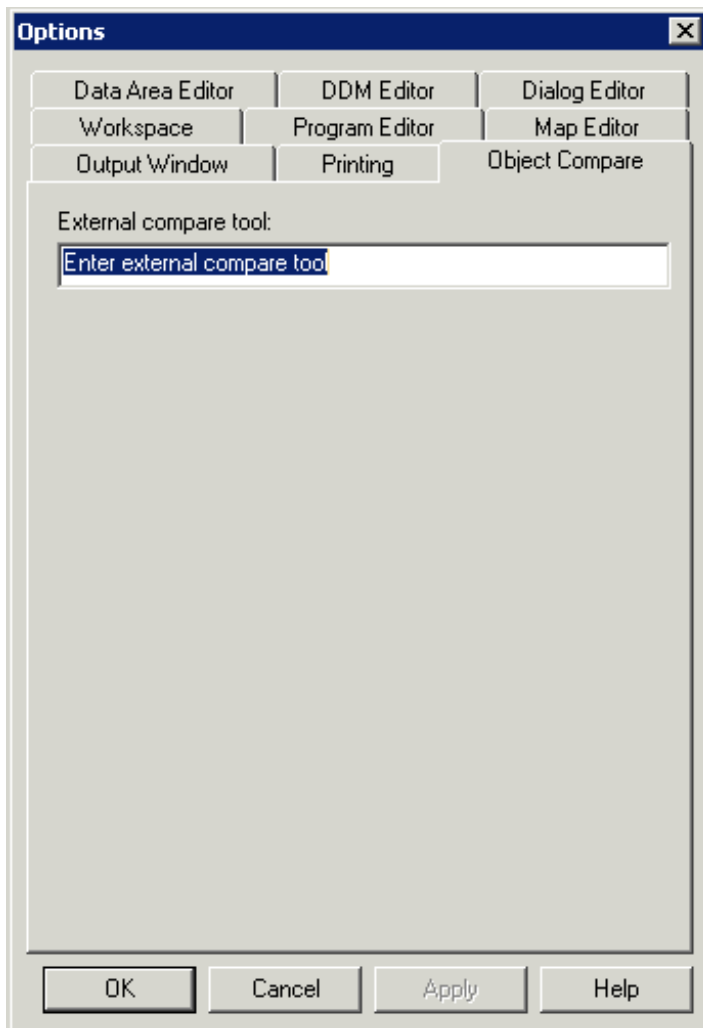 Options
Data Area Editor DDM Editor Dialog Editor
Workspace Program Editor Map Editor
Output Window Printing Object Compare
External compare tool:
Enter external compare tool
OK Cancel Apply Help